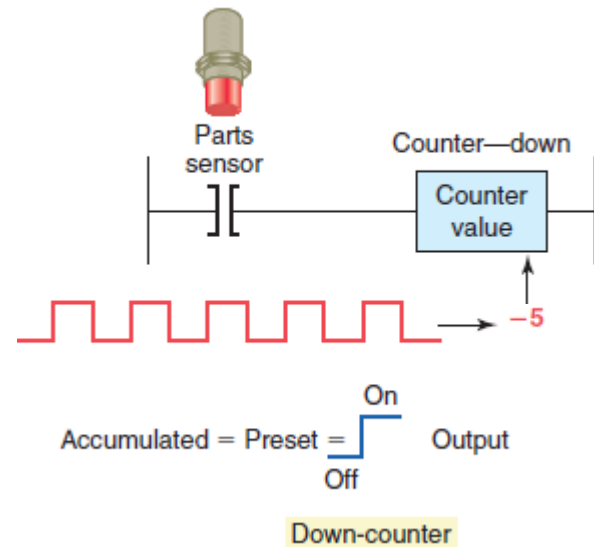 Parts
sensor
Counter—down
Counter
value
–5
On
Accumulated = Preset =
Output
Off
Down-counter